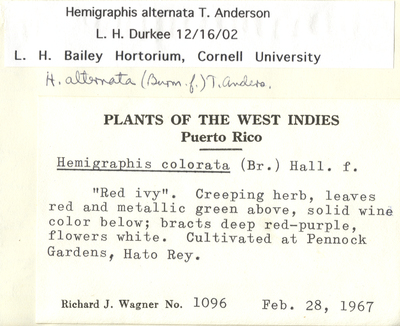 Hemigraphis alternata T. Anderson
L. H. Durkee 12/16/02
L. H. Bailey Hortorium, Cornell University
H. alternata (Burm. f.) T. Anders.
PLANTS OF THE WEST INDIES
Puerto Rico
Hemigraphis colorata (Br.) Hall. f.
"Red ivy". Creeping herb, leaves
red and metallic green above, solid wine
color below; bracts deep red-purple,
flowers white. Cultivated at Pennock
Gardens, Hato Rey.
Richard J. Wagner No. 1096 Feb. 28, 1967